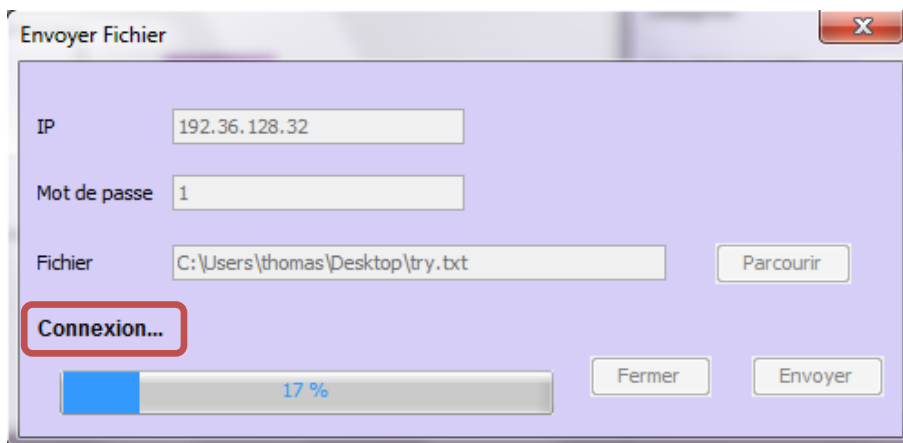 Envoyer Fichier
IP 192.36.128.32
Mot de passe 1
Fichier C:\Users\thomas\Desktop\try.txt Parcourir
Connexion...
17 % Fermer Envoyer